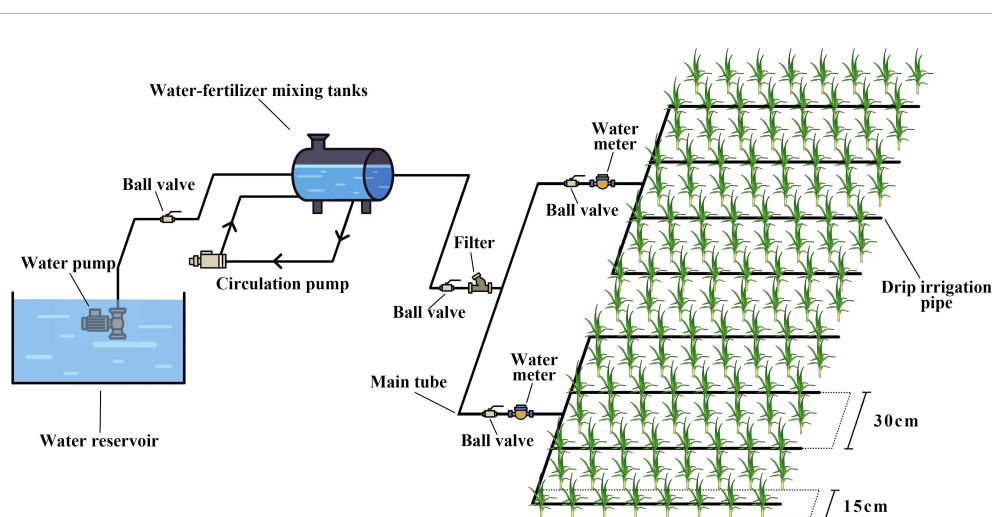 Water-fertilizer mixing tanks
Water
meter
Ball valve
Ball valve
Filter
Water pump
Circulation pump
Drip irrigation
pipe
Ball valve
Water
meter
Main tube
30cm
Water reservoir
Ball valve
15cm